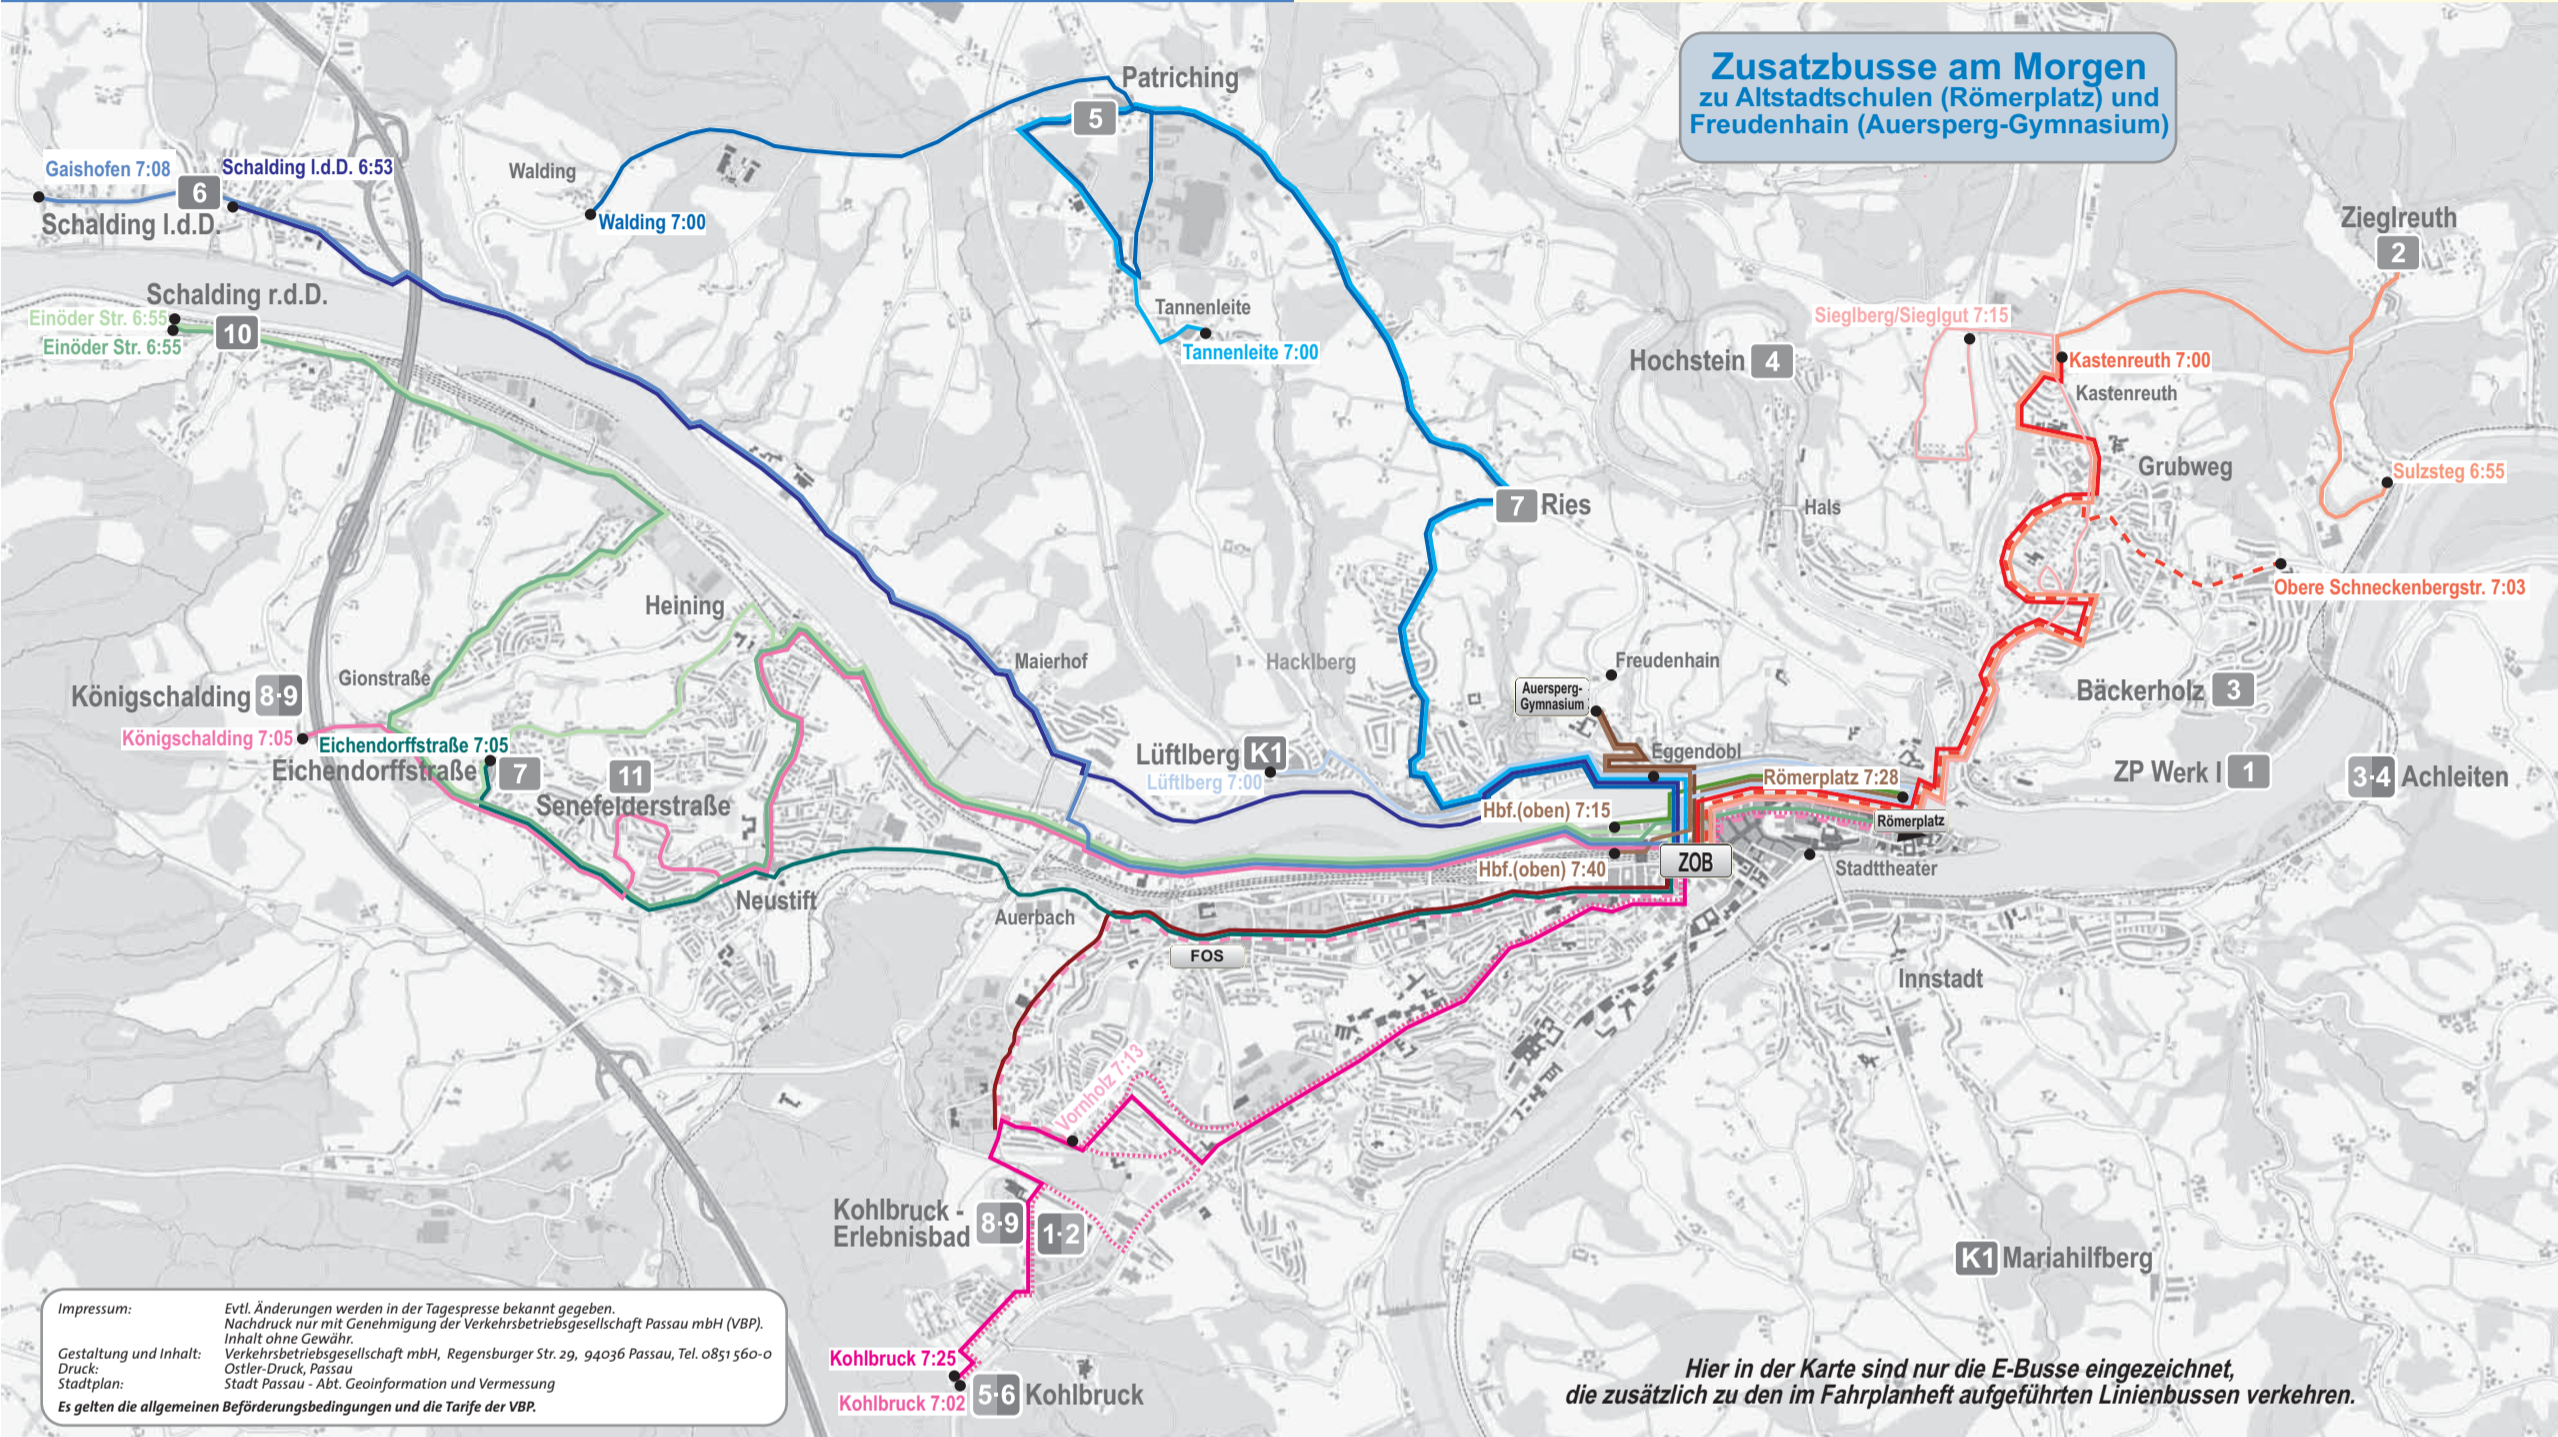 Zusatzbusse am Morgen
zu Altstadtschulen (Römerplatz) und
Freudenhain (Auersperg-Gymnasium)
Patriching
5
Gaishofen 7:08
6
Schalding l.d.D. 6:53
Schalding l.d.D.
Walding
Walding 7:00
Zieglreuth
2
Schalding r.d.D.
Einöder Str. 6:55
10
Einöder Str. 6:55
Tannenleite
Tannenleite 7:00
Sieglberg/Sieglgut 7:15
Hochstein 4
Kastenreuth 7:00
Kastenreuth
Grubweg
Sulzsteg 6:55
7 Ries
Hals
Obere Schneckenbergstr. 7:03
Heining
Maierhof
Hacklberg
Freudenhain
Auersperg-
Gymnasium
Gionstraße
Königschalding 8·9
Königschalding 7:05
Bäckerholz 3
Eichendorffstraße 7:05
Eichendorffstraße 7
11
Senefelderstraße
Lüftlberg K1
Lüftlberg 7:00
Eggendobl
Römerplatz 7:28
ZP Werk I 1
3·4 Achleiten
Hbf.(oben) 7:15
Römerplatz
Hbf.(oben) 7:40
ZOB
Stadttheater
Neustift
Auerbach
FOS
Innstadt
Vornholz 7:13
Kohlbruck -
Erlebnisbad
8·9
1·2
K1 Mariahilfberg
Kohlbruck 7:25
Kohlbruck 7:02
5·6 Kohlbruck
Impressum: Evtl. Änderungen werden in der Tagespresse bekannt gegeben.
Nachdruck nur mit Genehmigung der Verkehrsbetriebsgesellschaft Passau mbH (VBP).
Inhalt ohne Gewähr.
Gestaltung und Inhalt: Verkehrsbetriebsgesellschaft mbH, Regensburger Str. 29, 94036 Passau, Tel. 0851 560-0
Druck: Ostler-Druck, Passau
Stadtplan: Stadt Passau - Abt. Geoinformation und Vermessung
Es gelten die allgemeinen Beförderungsbedingungen und die Tarife der VBP.
Hier in der Karte sind nur die E-Busse eingezeichnet,
die zusätzlich zu den im Fahrplanheft aufgeführten Linienbussen verkehren.